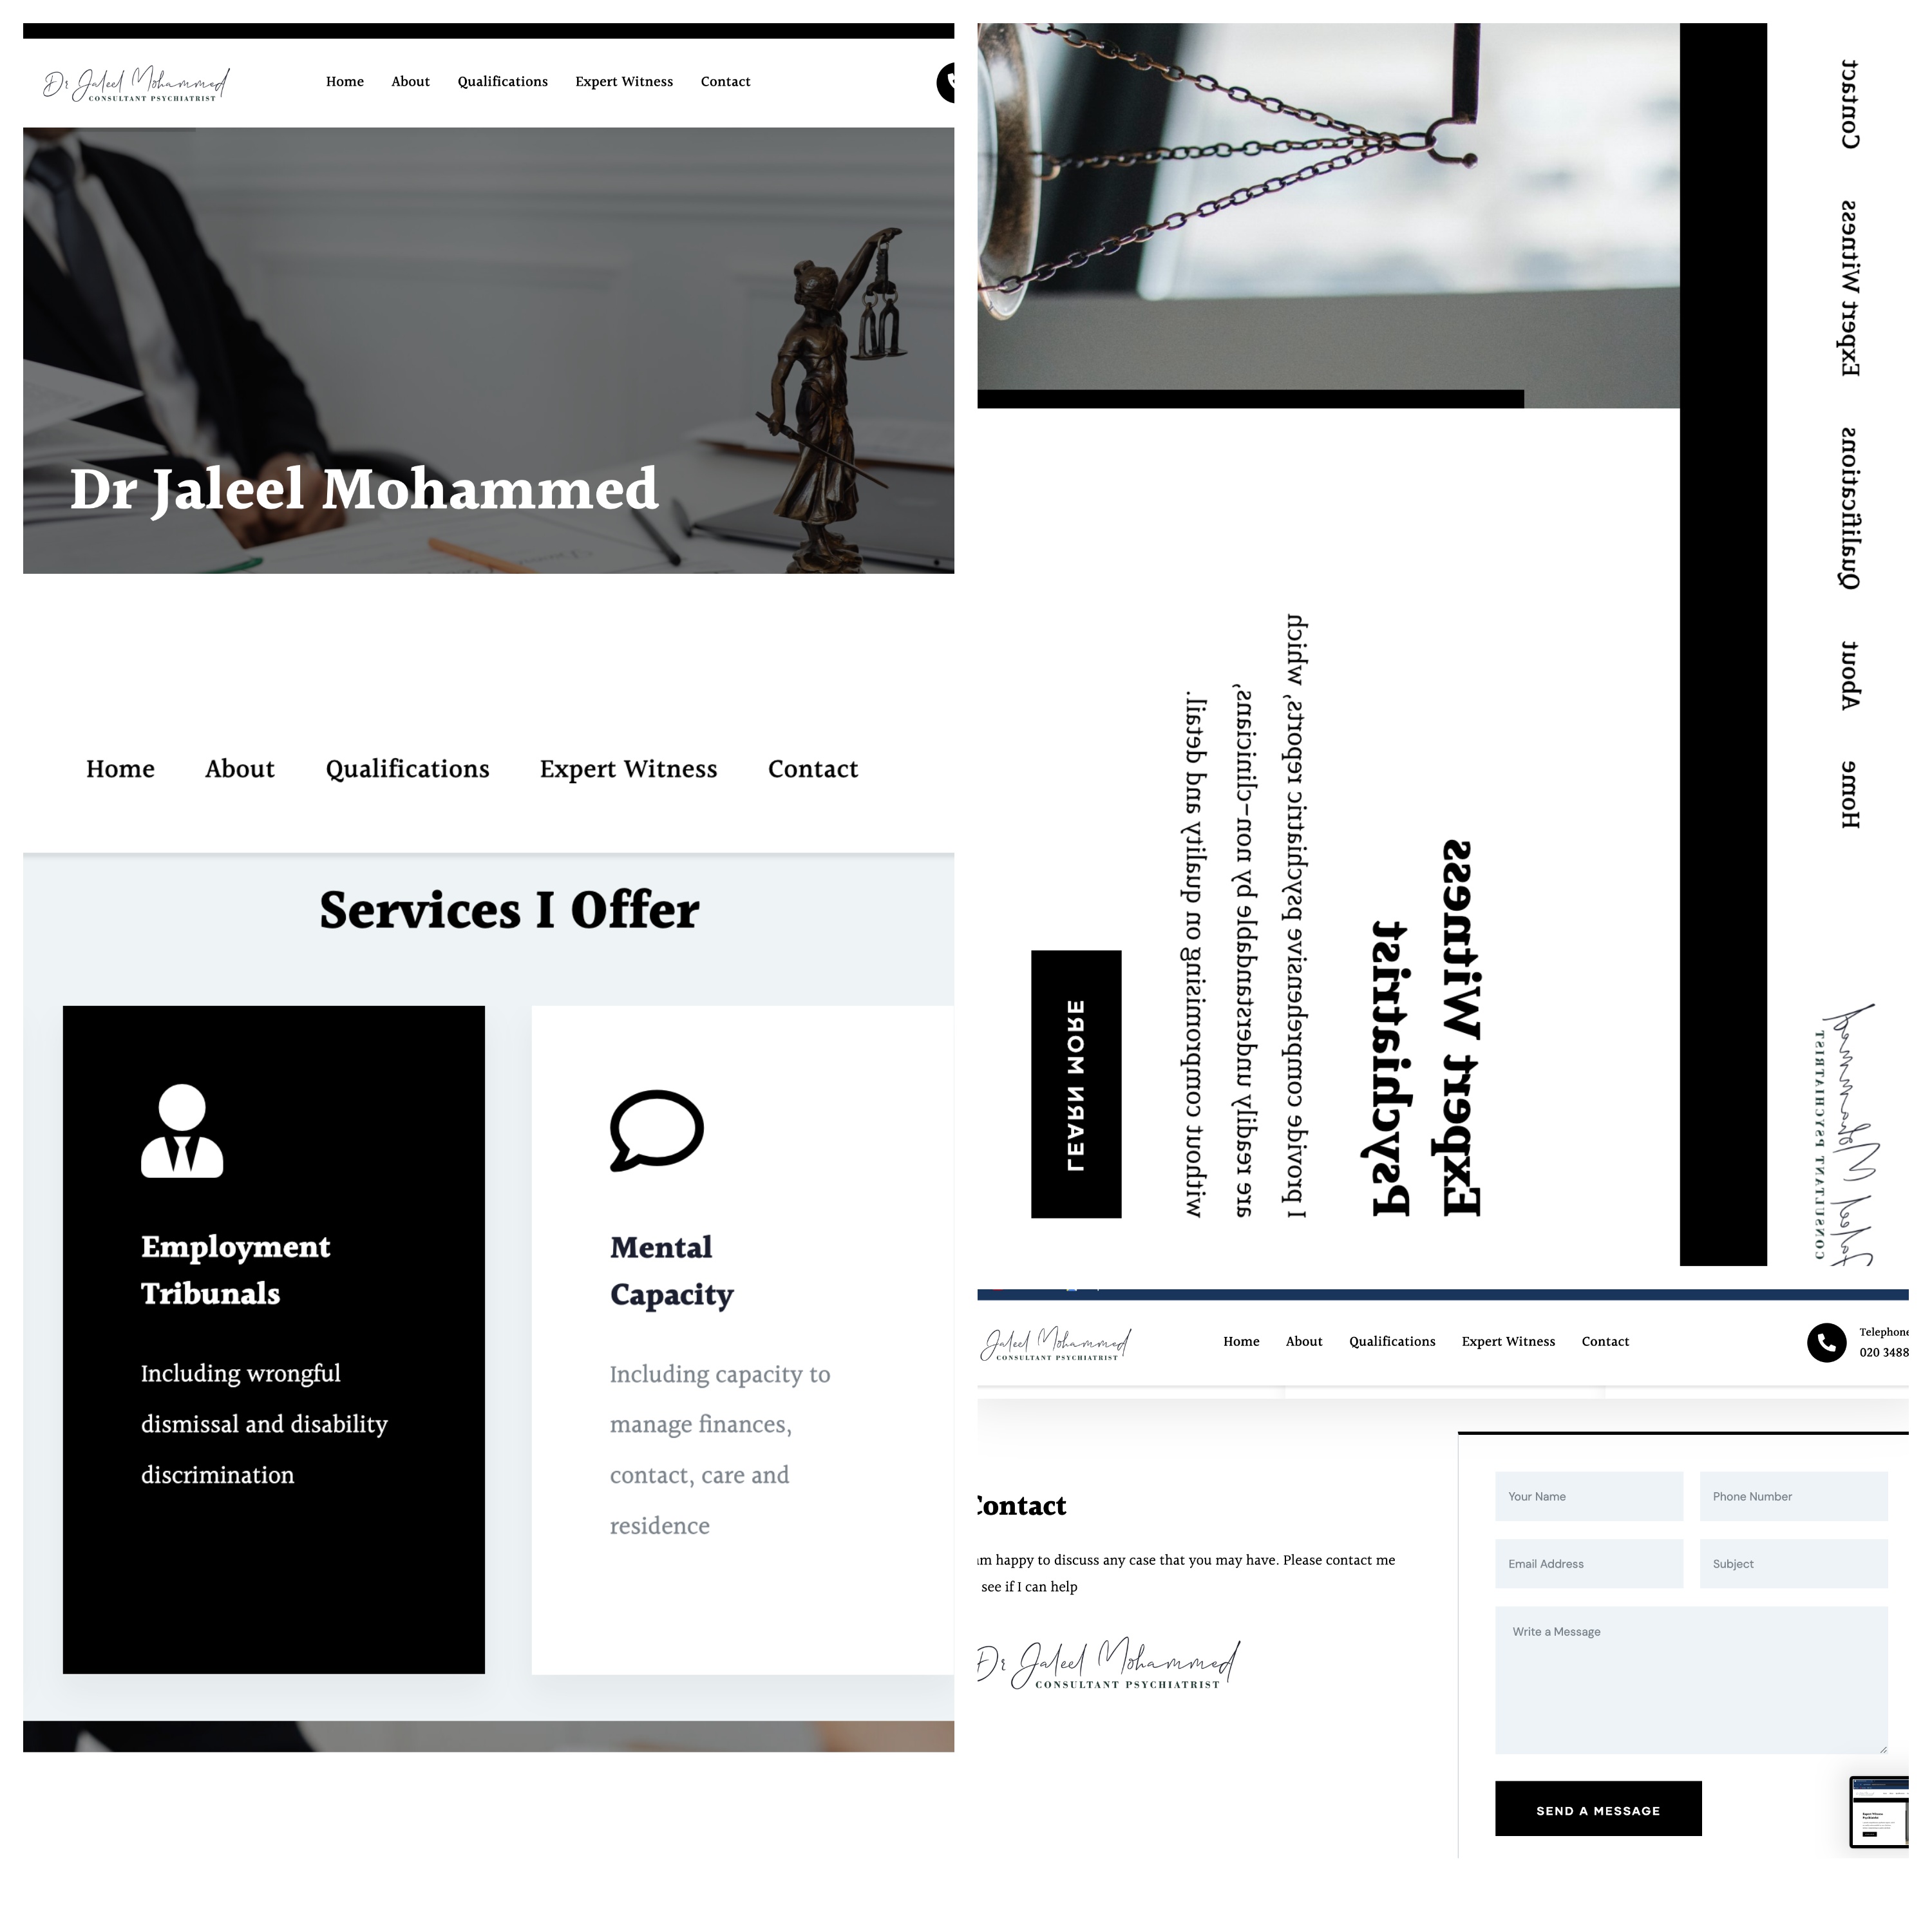 Dr Jaleel Mohammed
CONSULTANT PSYCHIATRIST
Home About Qualifications Expert Witness Contact
Dr Jaleel Mohammed
Home About Qualifications Expert Witness Contact
Services I Offer
Employment
Tribunals
Including wrongful
dismissal and disability
discrimination
Mental
Capacity
Including capacity to
manage finances,
contact, care and
residence
Jaleel Mohammed
CONSULTANT PSYCHIATRIST
Home About Qualifications Expert Witness Contact
Expert Witness
Psychiatrist
I provide comprehensive psychiatric reports, which
are readily understandable by non-clinicians,
without compromising on quality and detail.
LEARN MORE
Jaleel Mohammed
CONSULTANT PSYCHIATRIST
Home About Qualifications Expert Witness Contact
Telephone
020 3488
Contact
am happy to discuss any case that you may have. Please contact me
see if I can help
Dr Jaleel Mohammed
CONSULTANT PSYCHIATRIST
Your Name
Phone Number
Email Address
Subject
Write a Message
SEND A MESSAGE